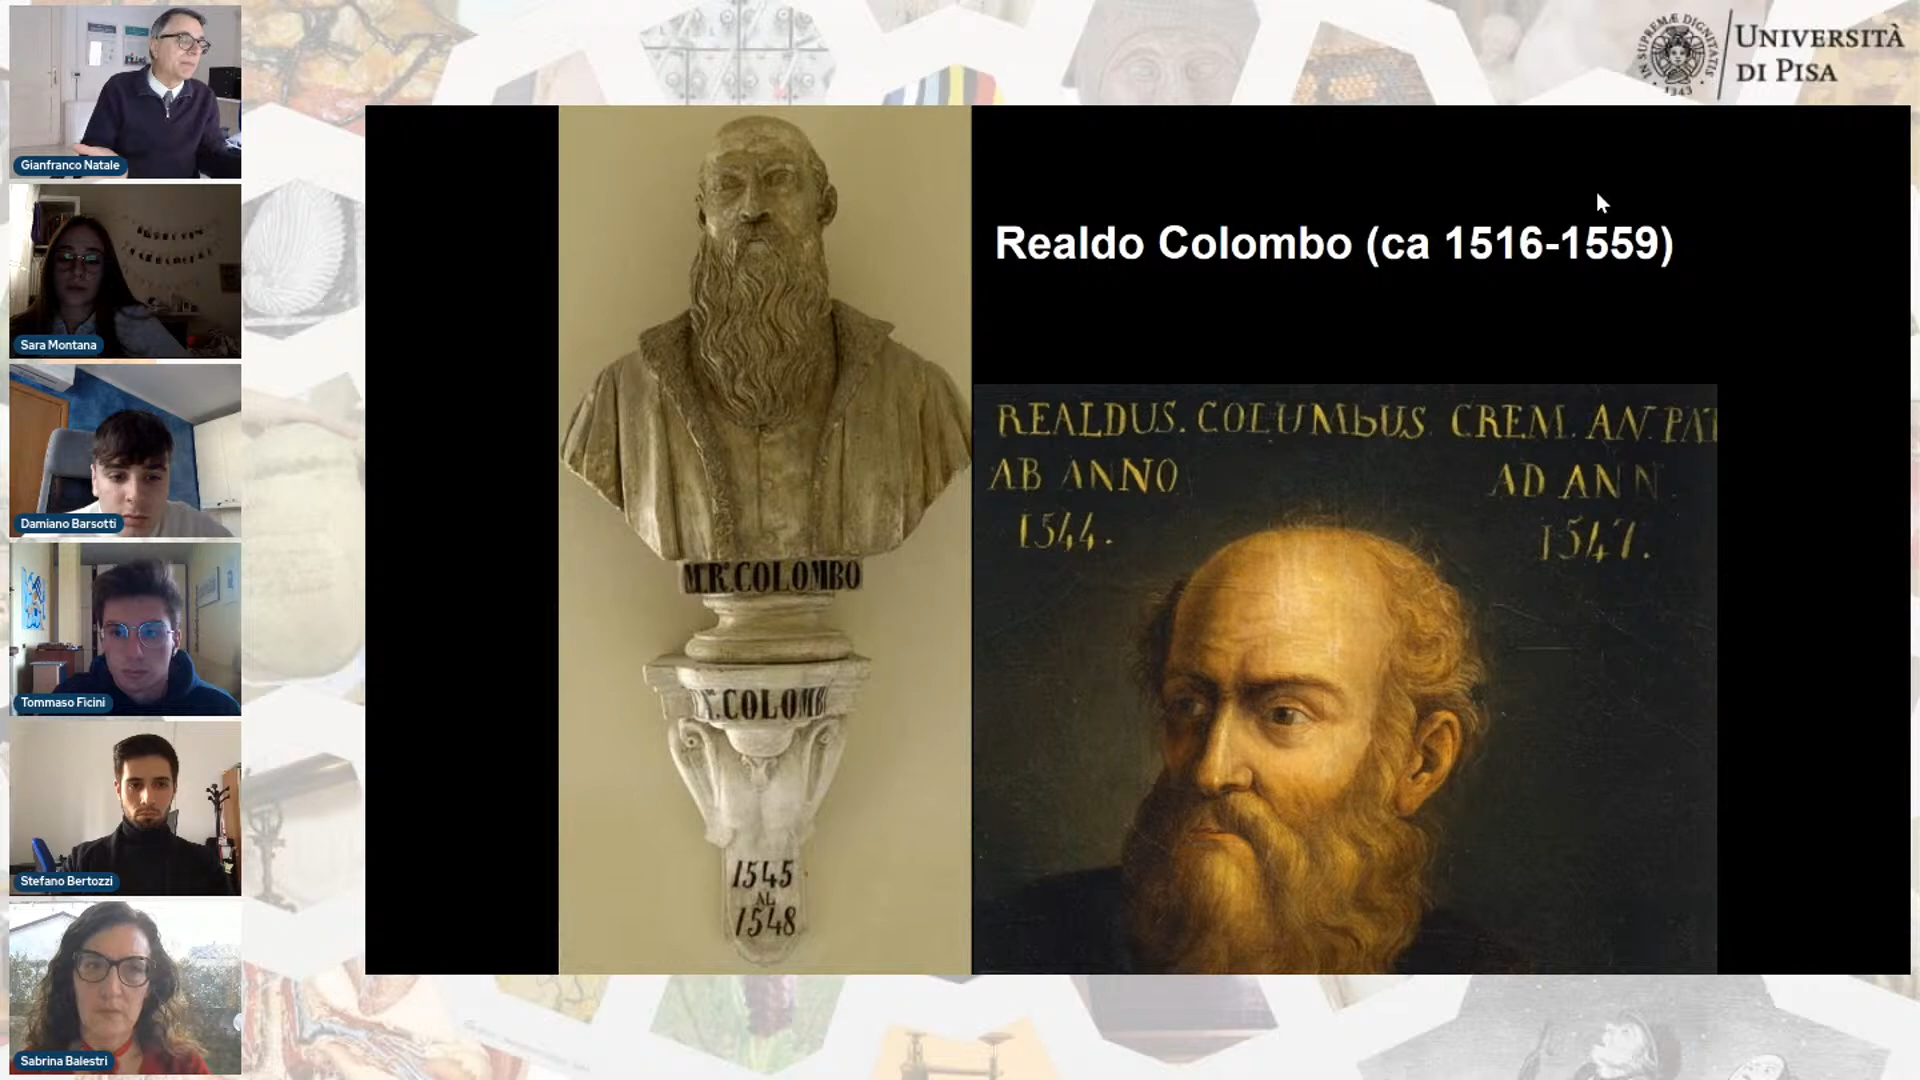 Gianfranco Natale
Sara Montana
Damiano Barsotti
Tommaso Ficini
Stefano Bertozzi
Sabrina Balestri
IN SUPREMÆ DIGNITATIS
1343
UNIVERSITÀ
DI PISA
Realdo Colombo (ca 1516-1559)
M.R. COLOMBO
COLOMB
1545
AL
1548
REALDUS. COLUMbUS CREM. AN. PAT
AB ANNO AD ANN
1544. 1547.